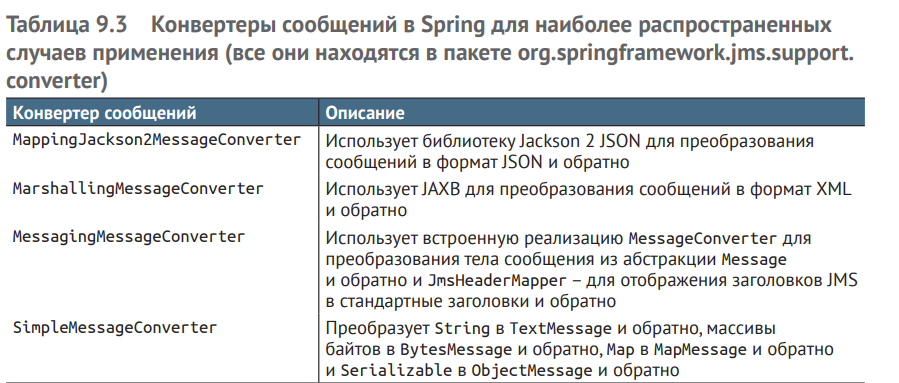 Таблица 9.3 Конвертеры сообщений в Spring для наиболее распространенных
случаев применения (все они находятся в пакете org.springframework.jms.support.
converter)
Конвертер сообщений Описание
MappingJackson2MessageConverter Использует библиотеку Jackson 2 JSON для преобразования
сообщений в формат JSON и обратно
MarshallingMessageConverter Использует JAXB для преобразования сообщений в формат XML
и обратно
MessagingMessageConverter Использует встроенную реализацию MessageConverter для
преобразования тела сообщения из абстракции Message
и обратно и JmsHeaderMapper – для отображения заголовков JMS
в стандартные заголовки и обратно
SimpleMessageConverter Преобразует String в TextMessage и обратно, массивы
байтов в BytesMessage и обратно, Map в MapMessage и обратно
и Serializable в ObjectMessage и обратно